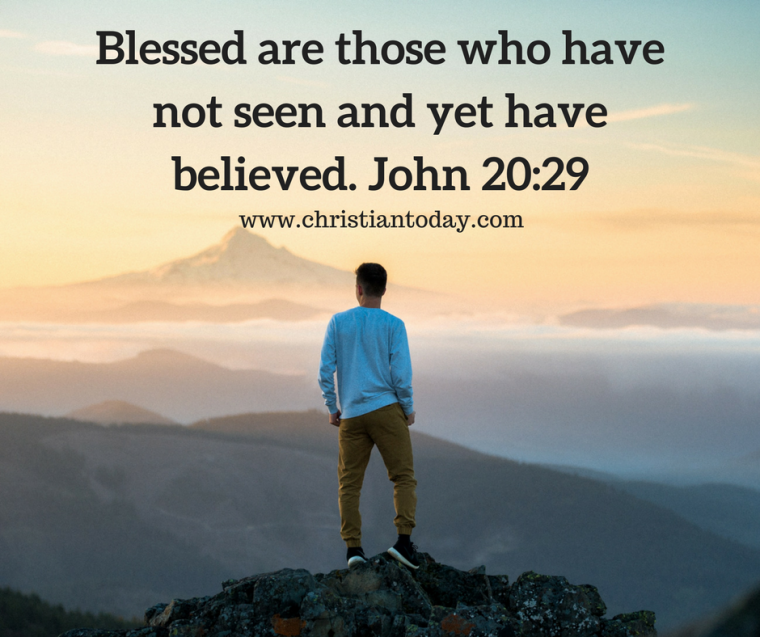 Blessed are those who have
not seen and yet have
believed. John 20:29
www.christiantoday.com